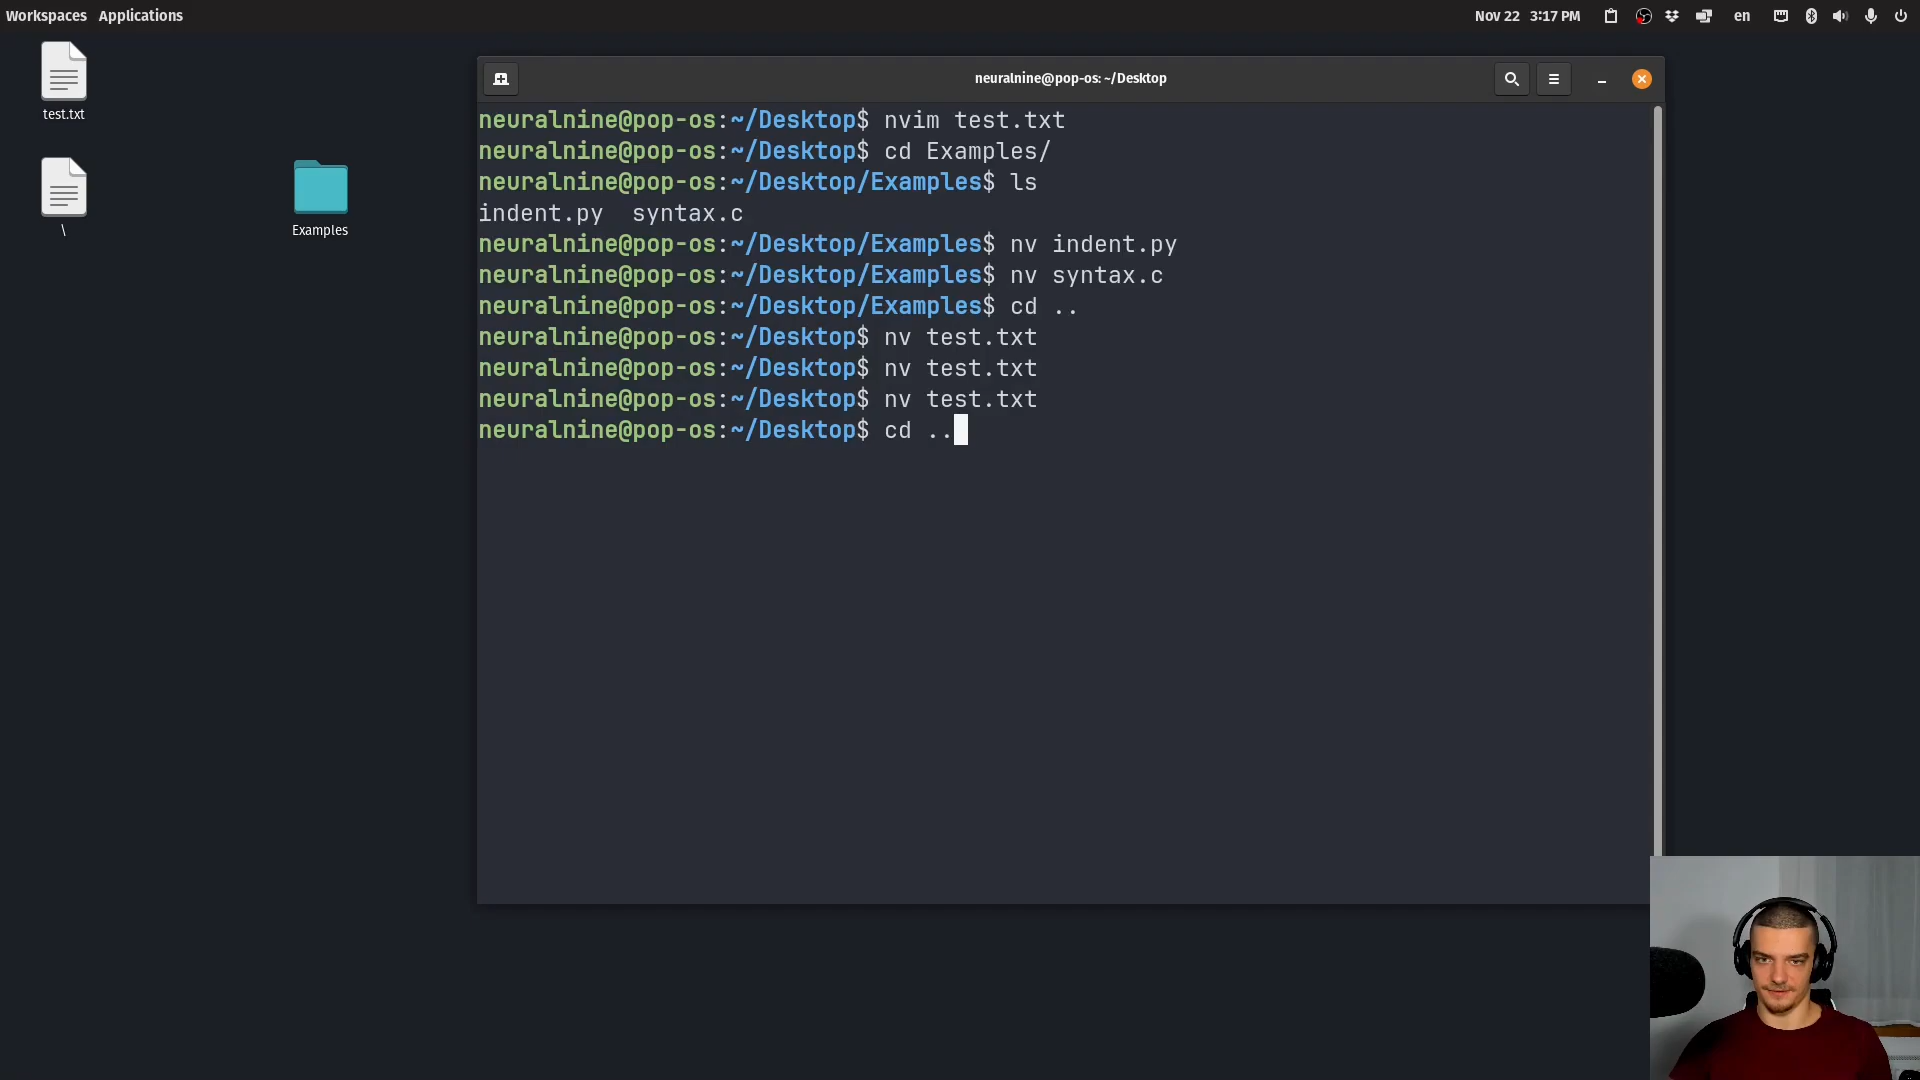 Workspaces Applications
Nov 22 3:17 PM
en
test.txt
\
Examples
neuralnine@pop-os: ~/Desktop
neuralnine@pop-os:~/Desktop$ nvim test.txt
neuralnine@pop-os:~/Desktop$ cd Examples/
neuralnine@pop-os:~/Desktop/Examples$ ls
indent.py  syntax.c
neuralnine@pop-os:~/Desktop/Examples$ nv indent.py
neuralnine@pop-os:~/Desktop/Examples$ nv syntax.c
neuralnine@pop-os:~/Desktop/Examples$ cd ..
neuralnine@pop-os:~/Desktop$ nv test.txt
neuralnine@pop-os:~/Desktop$ nv test.txt
neuralnine@pop-os:~/Desktop$ nv test.txt
neuralnine@pop-os:~/Desktop$ cd ..